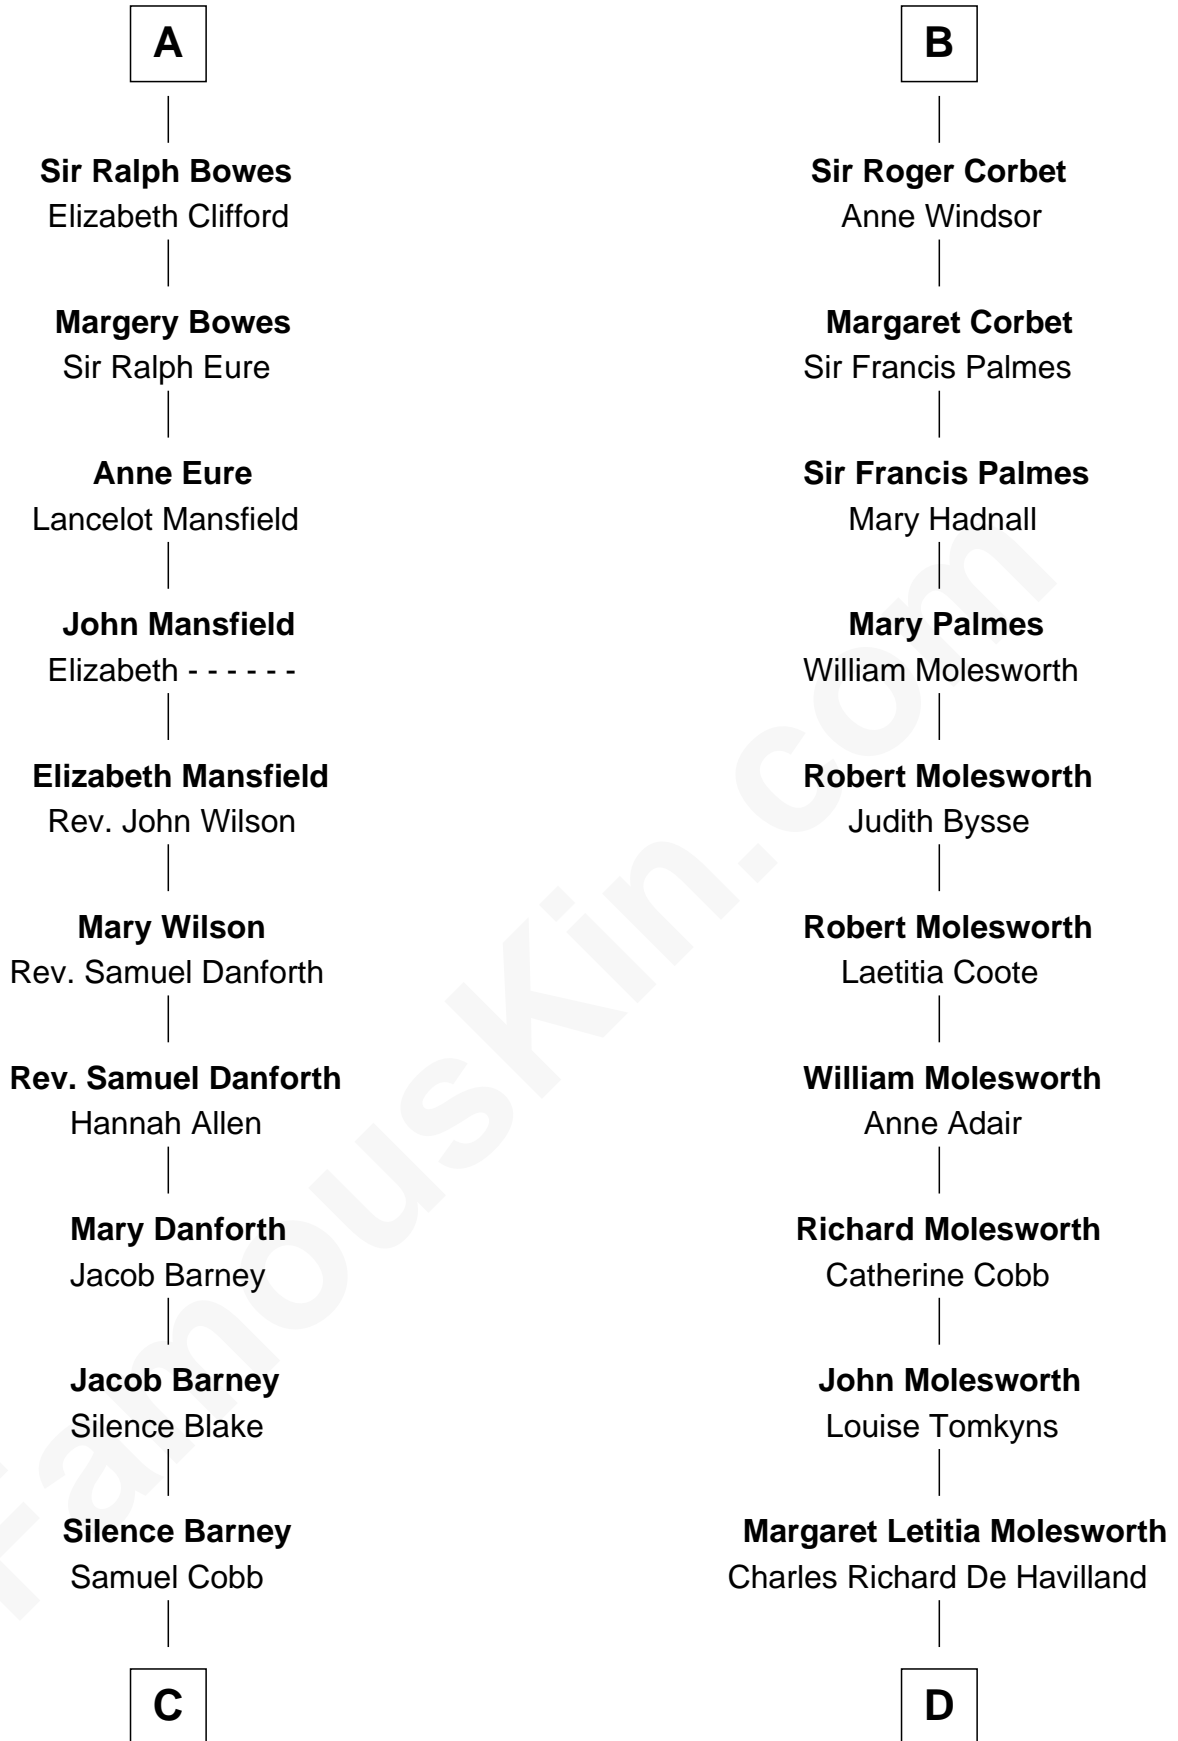 A
Sir Ralph Bowes
Elizabeth Clifford
Margery Bowes
Sir Ralph Eure
Anne Eure
Lancelot Mansfield
John Mansfield
Elizabeth - - - - - -
Elizabeth Mansfield
Rev. John Wilson
Mary Wilson
Rev. Samuel Danforth
Rev. Samuel Danforth
Hannah Allen
Mary Danforth
Jacob Barney
Jacob Barney
Silence Blake
Silence Barney
Samuel Cobb
C
B
Sir Roger Corbet
Anne Windsor
Margaret Corbet
Sir Francis Palmes
Sir Francis Palmes
Mary Hadnall
Mary Palmes
William Molesworth
Robert Molesworth
Judith Bysse
Robert Molesworth
Laetitia Coote
William Molesworth
Anne Adair
Richard Molesworth
Catherine Cobb
John Molesworth
Louise Tomkyns
Margaret Letitia Molesworth
Charles Richard De Havilland
D
FamousKin.com